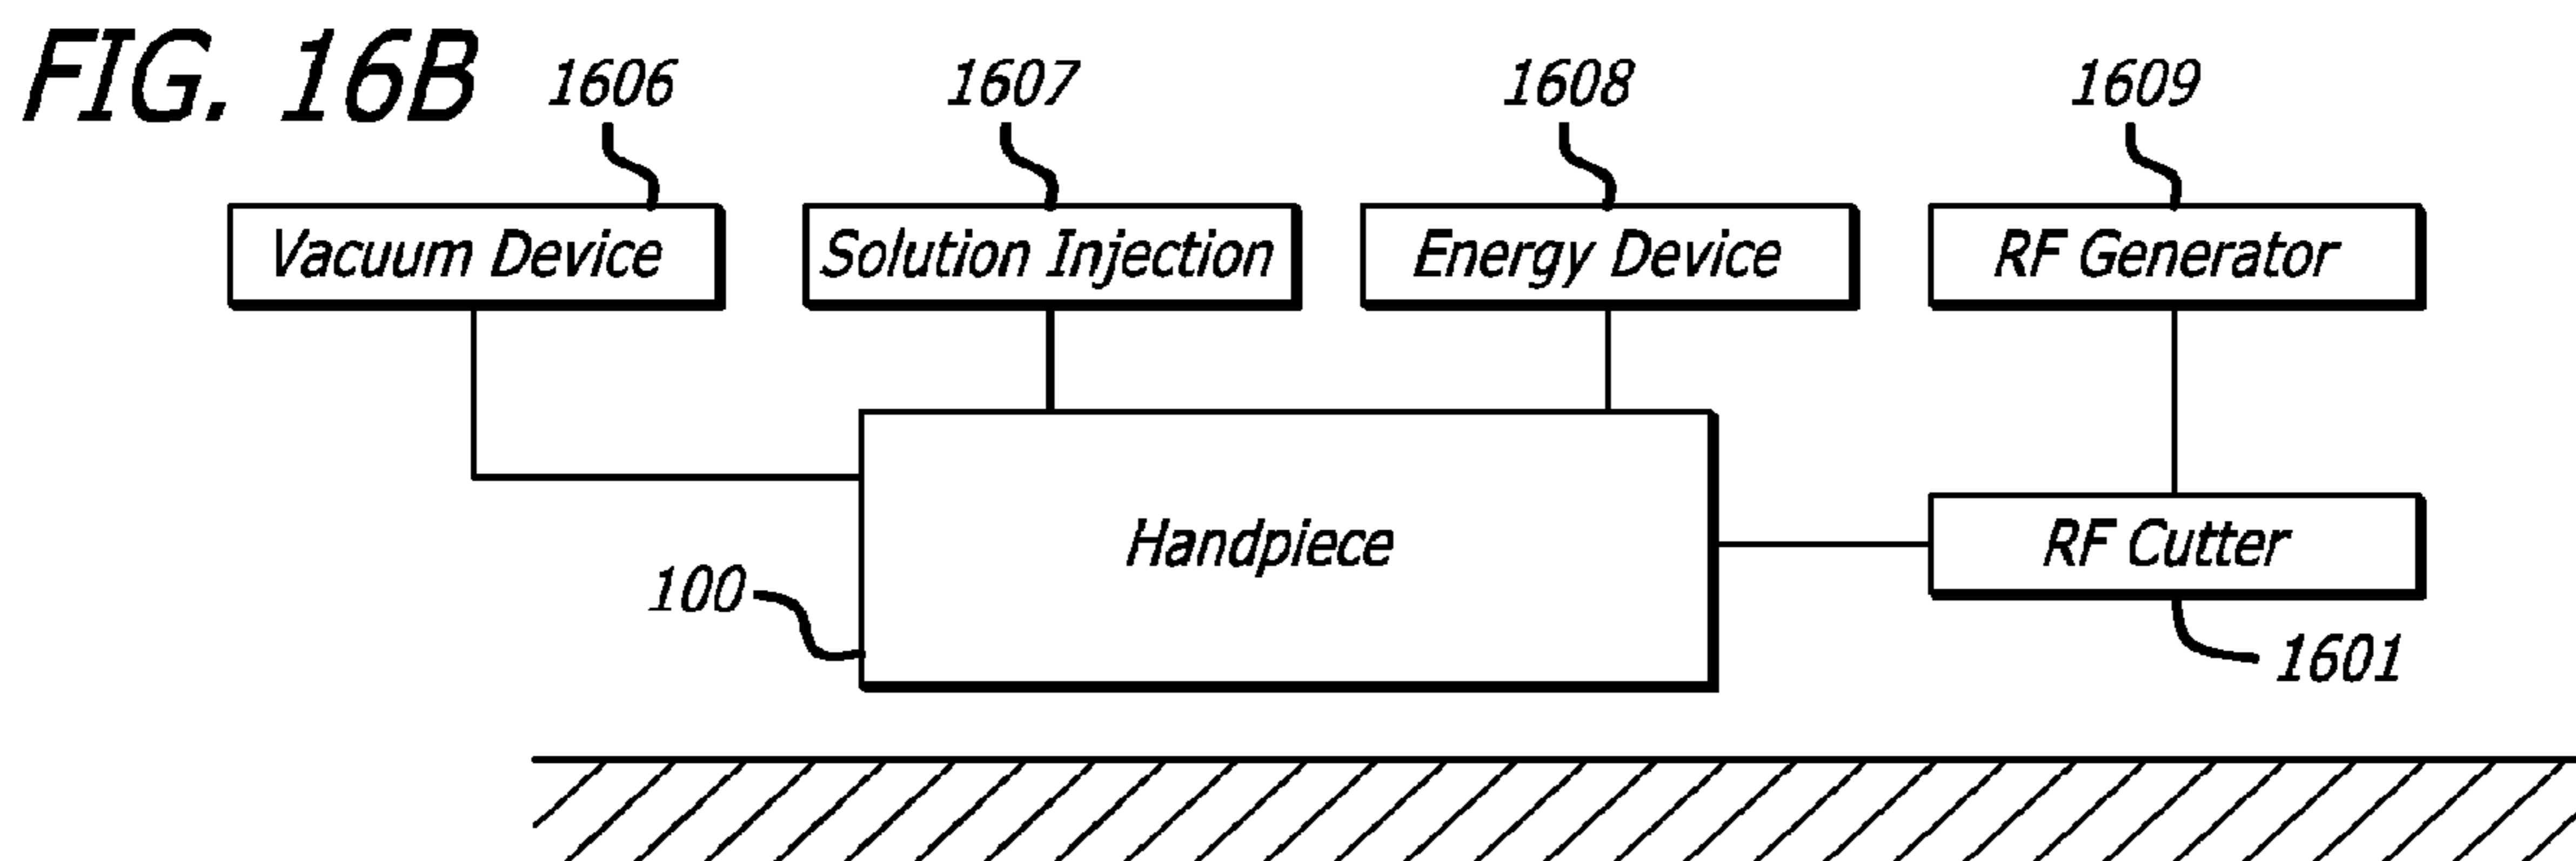 FIG. 16B
1606 1607 1608 1609
Vacuum Device Solution Injection Energy Device RF Generator
Handpiece RF Cutter
100
1601